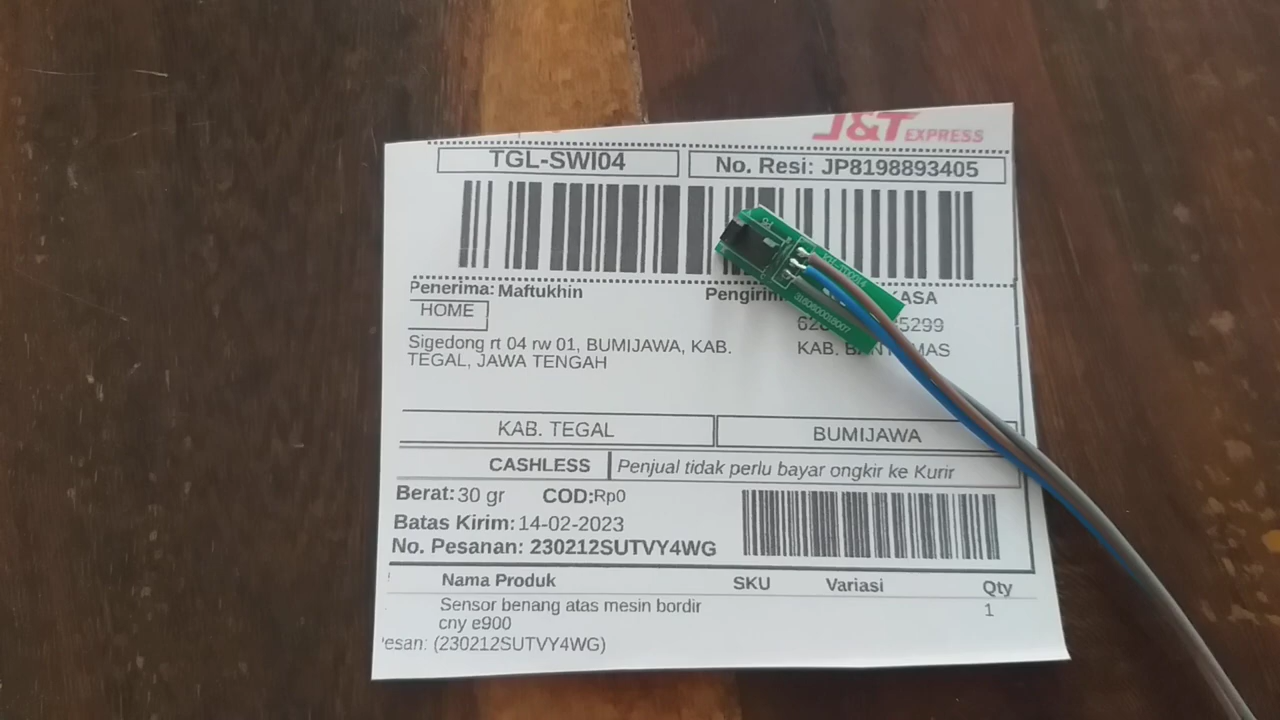 J&T EXPRESS
TGL-SWI04
No. Resi: JP8198893405
Penerima: Maftukhin
HOME
Sigedong rt 04 rw 01, BUMIJAWA, KAB.
TEGAL, JAWA TENGAH
KASA
5299
KAB.
KAB. TEGAL
BUMIJAWA
CASHLESS
Penjual tidak perlu bayar ongkir ke Kurir
Berat: 30 gr COD:Rp0
Batas Kirim: 14-02-2023
No. Pesanan: 230212SUTVY4WG
Nama Produk SKU Variasi Qty
Sensor benang atas mesin bordir 1
cny e900
esan: (230212SUTVY4WG)